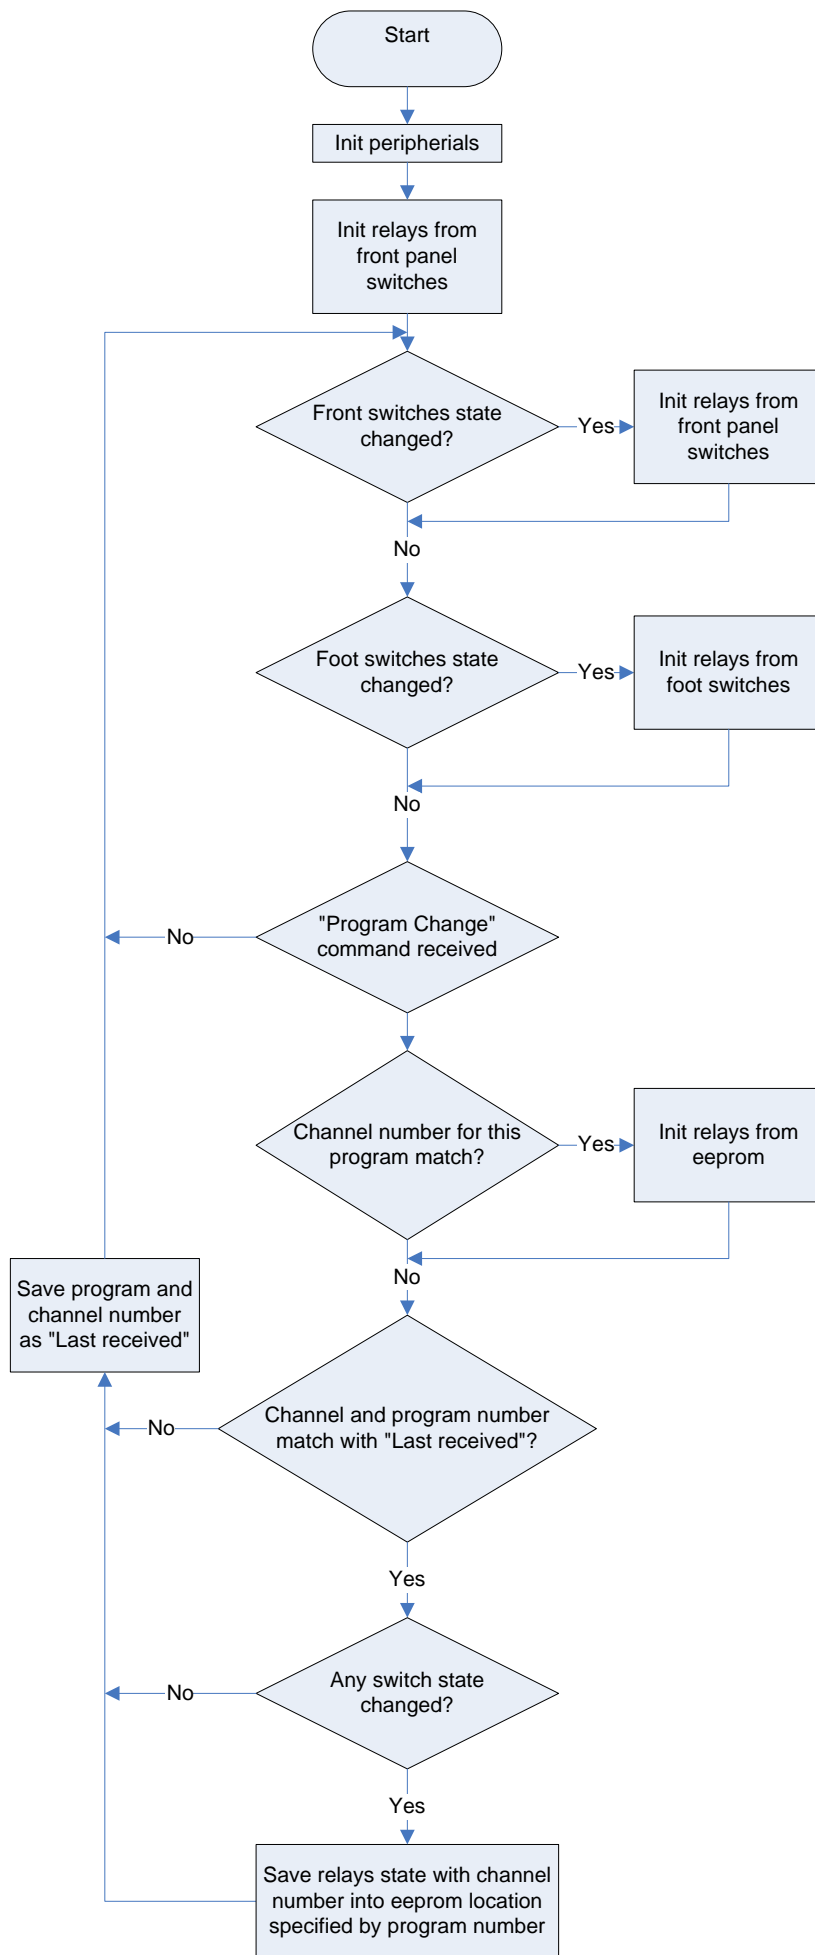 Start
Init peripherials
Init relays from
front panel
switches
Front switches state
changed?
Yes
Init relays from
front panel
switches
No
Foot switches state
changed?
Yes
Init relays from
foot switches
No
"Program Change"
command received
No
Channel number for this
program match?
Yes
Init relays from
eeprom
No
Save program and
channel number
as "Last received"
Channel and program number
match with "Last received"?
No
Yes
Any switch state
changed?
No
Yes
Save relays state with channel
number into eeprom location
specified by program number